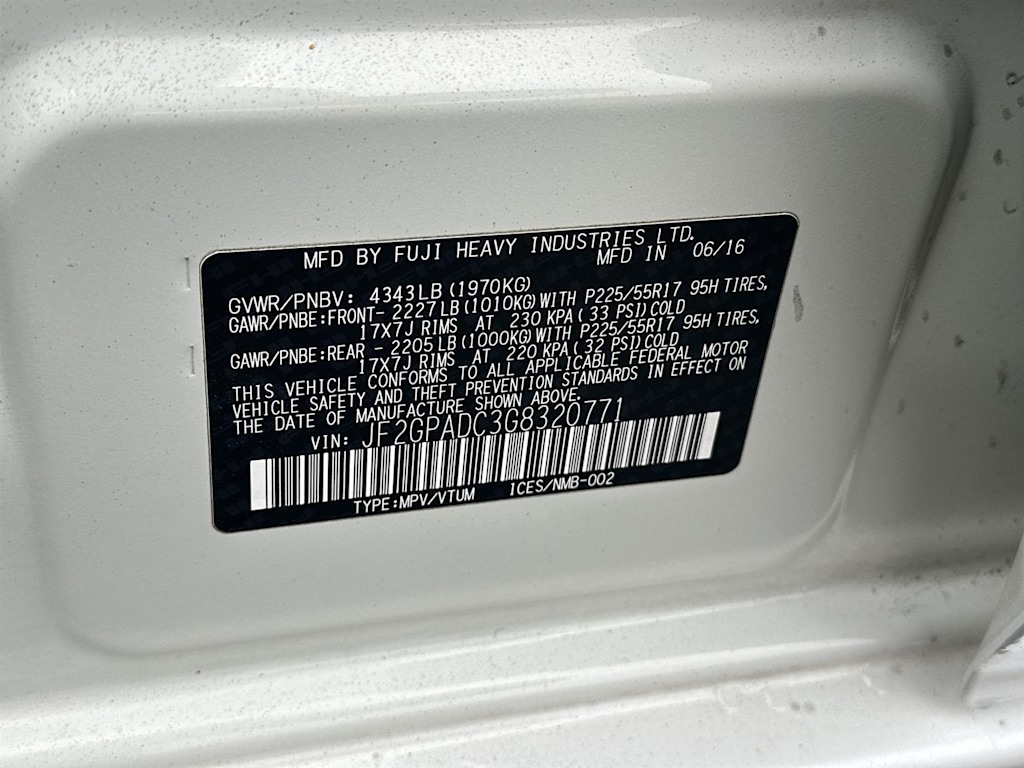 MFD BY FUJI HEAVY INDUSTRIES LTD.
MFD IN 06/16
GVWR/PNBV: 4343LB(1970KG)
GAWR/PNBE:FRONT- 2227LB(1010KG)WITH P225/55R17 95H TIRES,
17X7J RIMS AT 230 KPA(33 PSI)COLD
GAWR/PNBE:REAR - 2205LB(1000KG)WITH P225/55R17 95H TIRES,
17X7J RIMS AT 220 KPA(32 PSI)COLD
THIS VEHICLE CONFORMS TO ALL APPLICABLE FEDERAL MOTOR
VEHICLE SAFETY AND THEFT PREVENTION STANDARDS IN EFFECT ON
THE DATE OF MANUFACTURE SHOWN ABOVE.
VIN: JF2GPADC3G8320771
TYPE:MPV/VTUM ICES/NMB-002